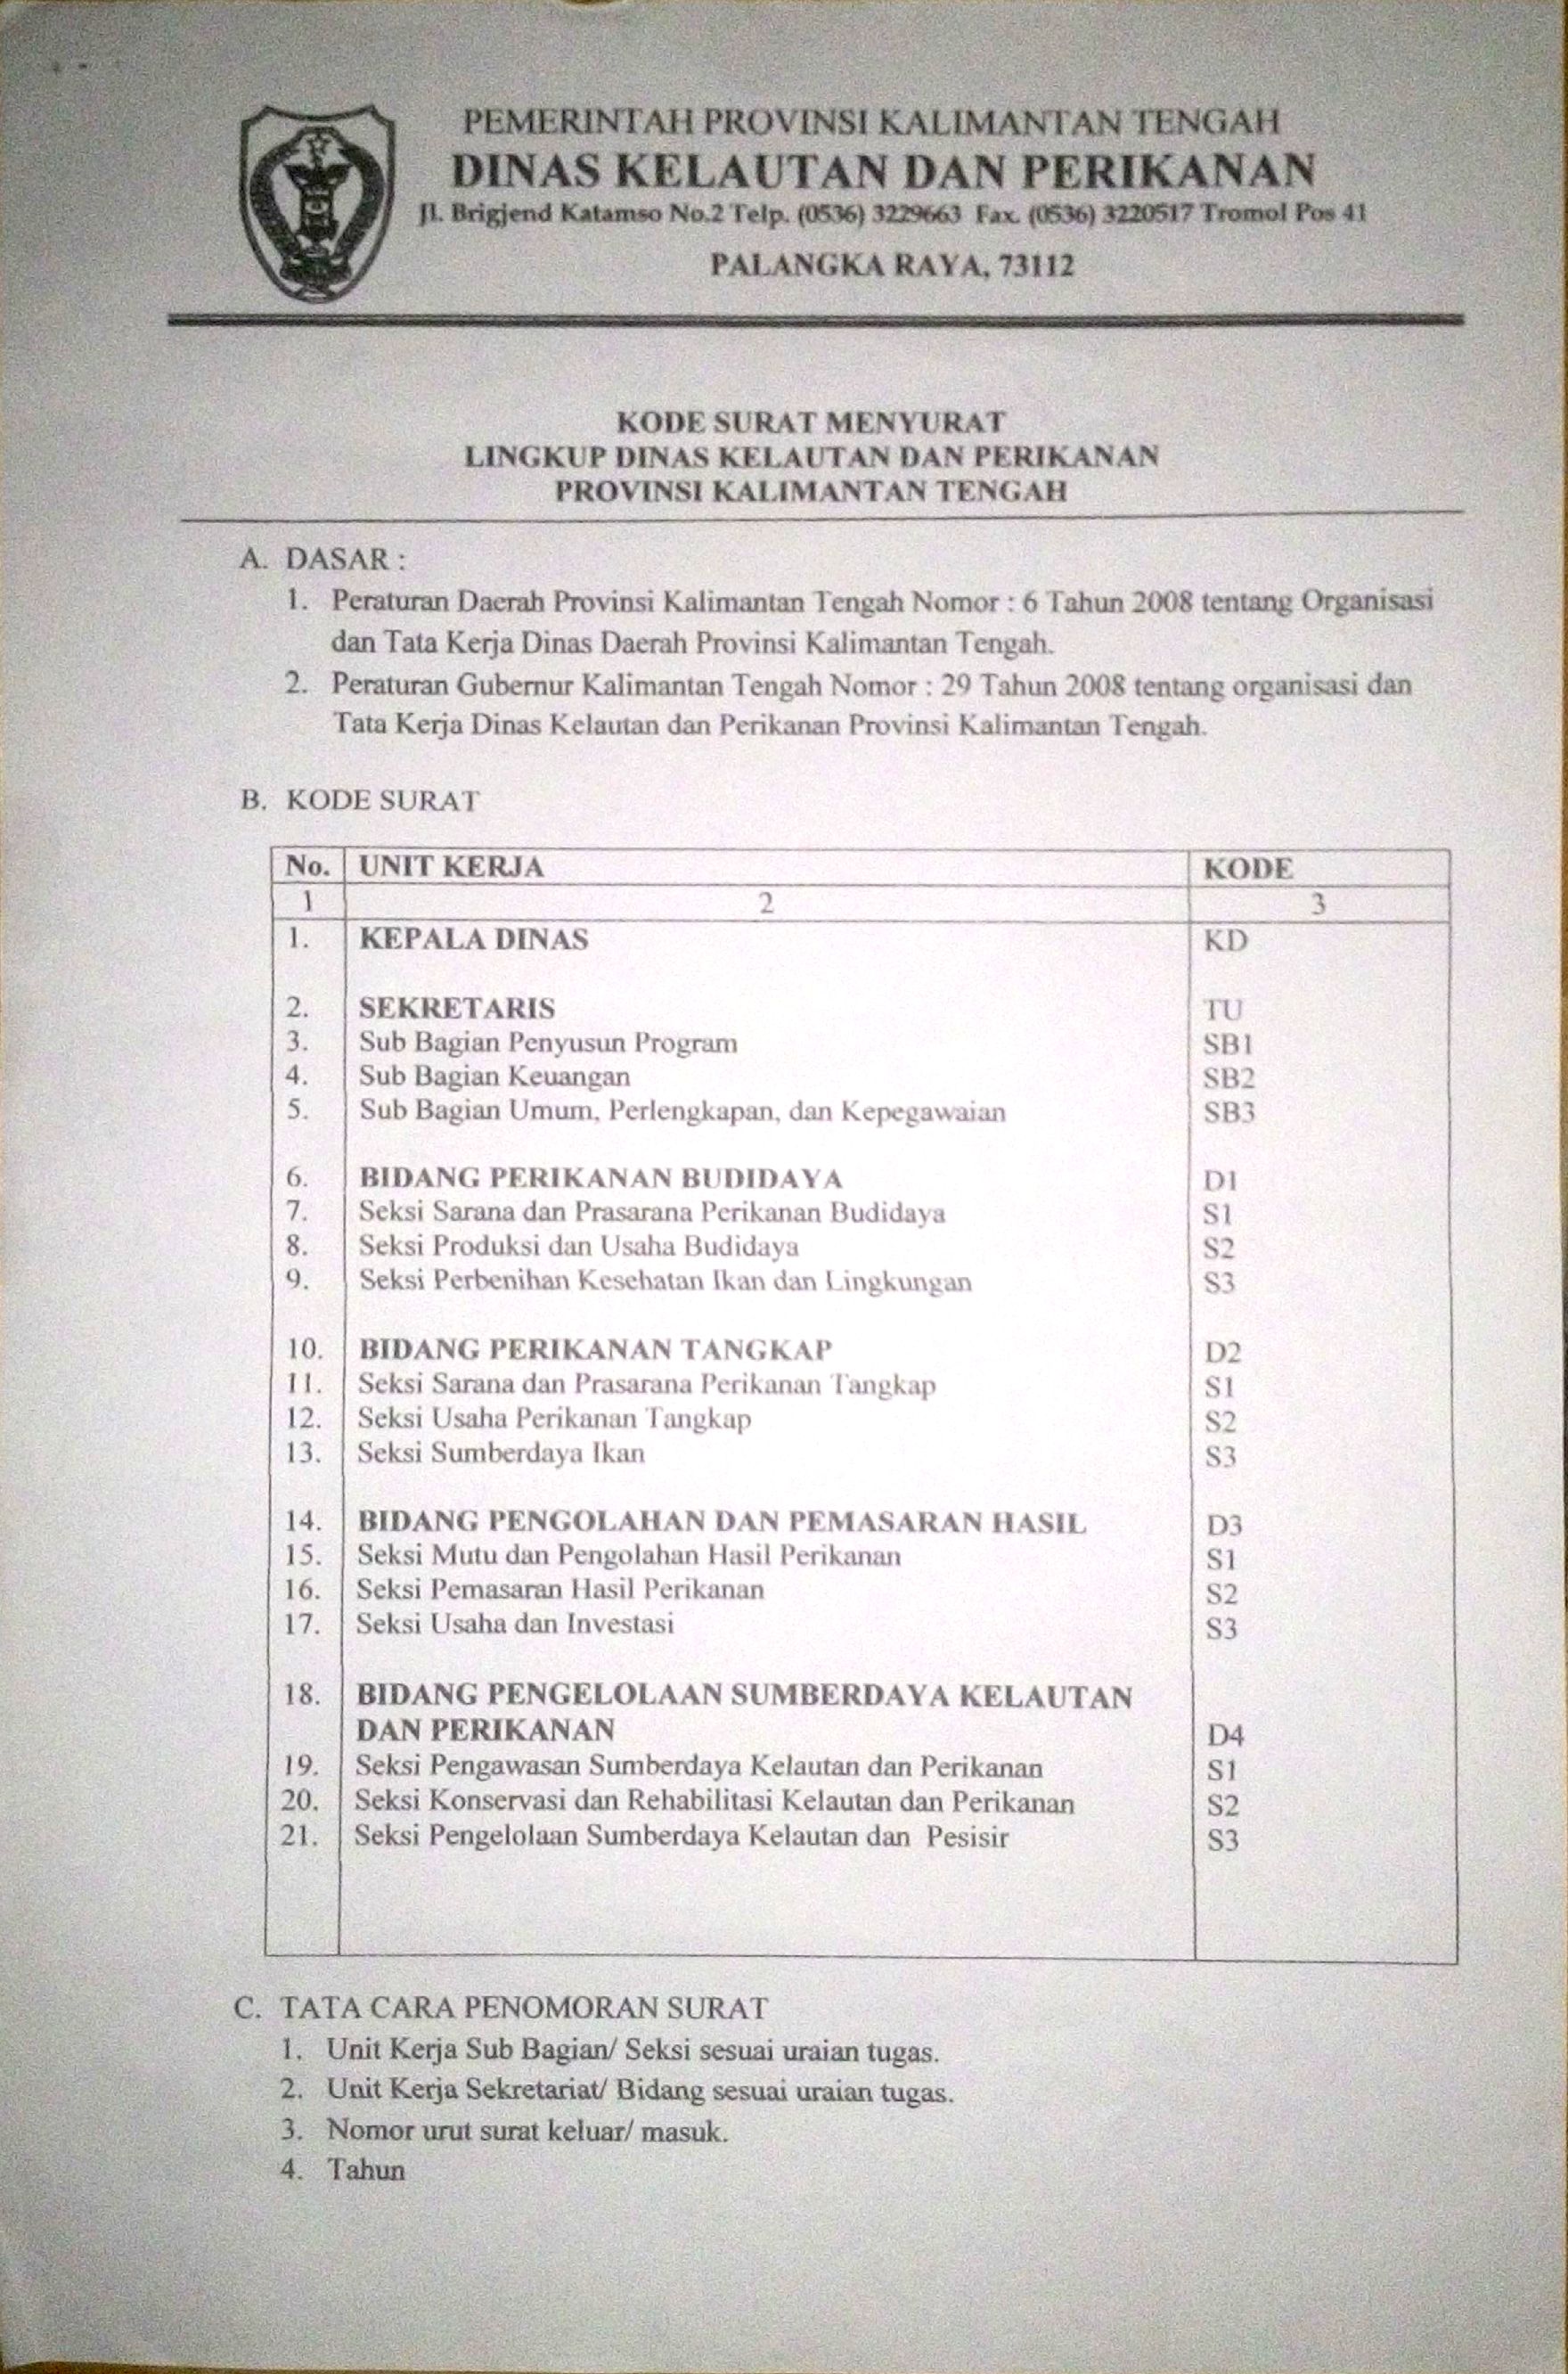 PEMERINTAH PROVINSI KALIMANTAN TENGAH
DINAS KELAUTAN DAN PERIKANAN
Jl. Brigjend Katamso No.2 Telp. (0536) 3229663 Fax. (0536) 3220517 Tromol Pos 41
PALANGKA RAYA, 73112
KODE SURAT MENYURAT
LINGKUP DINAS KELAUTAN DAN PERIKANAN
PROVINSI KALIMANTAN TENGAH
A. DASAR :
1. Peraturan Daerah Provinsi Kalimantan Tengah Nomor : 6 Tahun 2008 tentang Organisasi
dan Tata Kerja Dinas Daerah Provinsi Kalimantan Tengah.
2. Peraturan Gubernur Kalimantan Tengah Nomor : 29 Tahun 2008 tentang organisasi dan
Tata Kerja Dinas Kelautan dan Perikanan Provinsi Kalimantan Tengah.
B. KODE SURAT
No. UNIT KERJA KODE
1 2 3
1. KEPALA DINAS KD
2. SEKRETARIS TU
3. Sub Bagian Penyusun Program SB1
4. Sub Bagian Keuangan SB2
5. Sub Bagian Umum, Perlengkapan, dan Kepegawaian SB3
6. BIDANG PERIKANAN BUDIDAYA D1
7. Seksi Sarana dan Prasarana Perikanan Budidaya S1
8. Seksi Produksi dan Usaha Budidaya S2
9. Seksi Perbenihan Kesehatan Ikan dan Lingkungan S3
10. BIDANG PERIKANAN TANGKAP D2
11. Seksi Sarana dan Prasarana Perikanan Tangkap S1
12. Seksi Usaha Perikanan Tangkap S2
13. Seksi Sumberdaya Ikan S3
14. BIDANG PENGOLAHAN DAN PEMASARAN HASIL D3
15. Seksi Mutu dan Pengolahan Hasil Perikanan S1
16. Seksi Pemasaran Hasil Perikanan S2
17. Seksi Usaha dan Investasi S3
18. BIDANG PENGELOLAAN SUMBERDAYA KELAUTAN
DAN PERIKANAN D4
19. Seksi Pengawasan Sumberdaya Kelautan dan Perikanan S1
20. Seksi Konservasi dan Rehabilitasi Kelautan dan Perikanan S2
21. Seksi Pengelolaan Sumberdaya Kelautan dan Pesisir S3
C. TATA CARA PENOMORAN SURAT
1. Unit Kerja Sub Bagian/ Seksi sesuai uraian tugas.
2. Unit Kerja Sekretariat/ Bidang sesuai uraian tugas.
3. Nomor urut surat keluar/ masuk.
4. Tahun